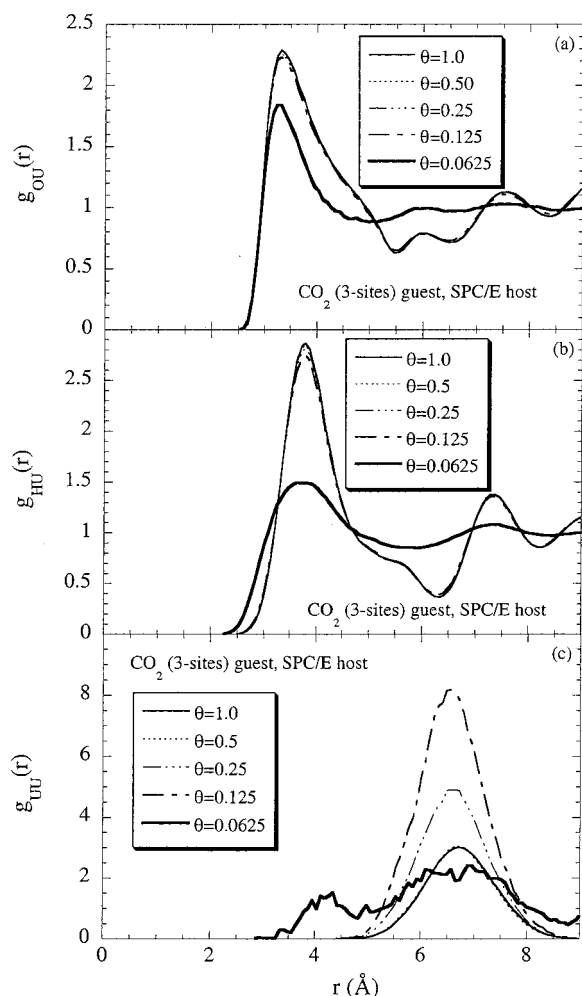 (a)
2.5
2
1.5
1
0.5
0
g_OU(r)
θ=1.0
θ=0.50
θ=0.25
θ=0.125
θ=0.0625
CO₂ (3-sites) guest, SPC/E host
(b)
2.5
2
1.5
1
0.5
0
g_HU(r)
θ=1.0
θ=0.5
θ=0.25
θ=0.125
θ=0.0625
CO₂ (3-sites) guest, SPC/E host
(c)
CO₂ (3-sites) guest, SPC/E host
8
6
4
2
0
g_UU(r)
θ=1.0
θ=0.5
θ=0.25
θ=0.125
θ=0.0625
0 2 4 6 8
r (Å)